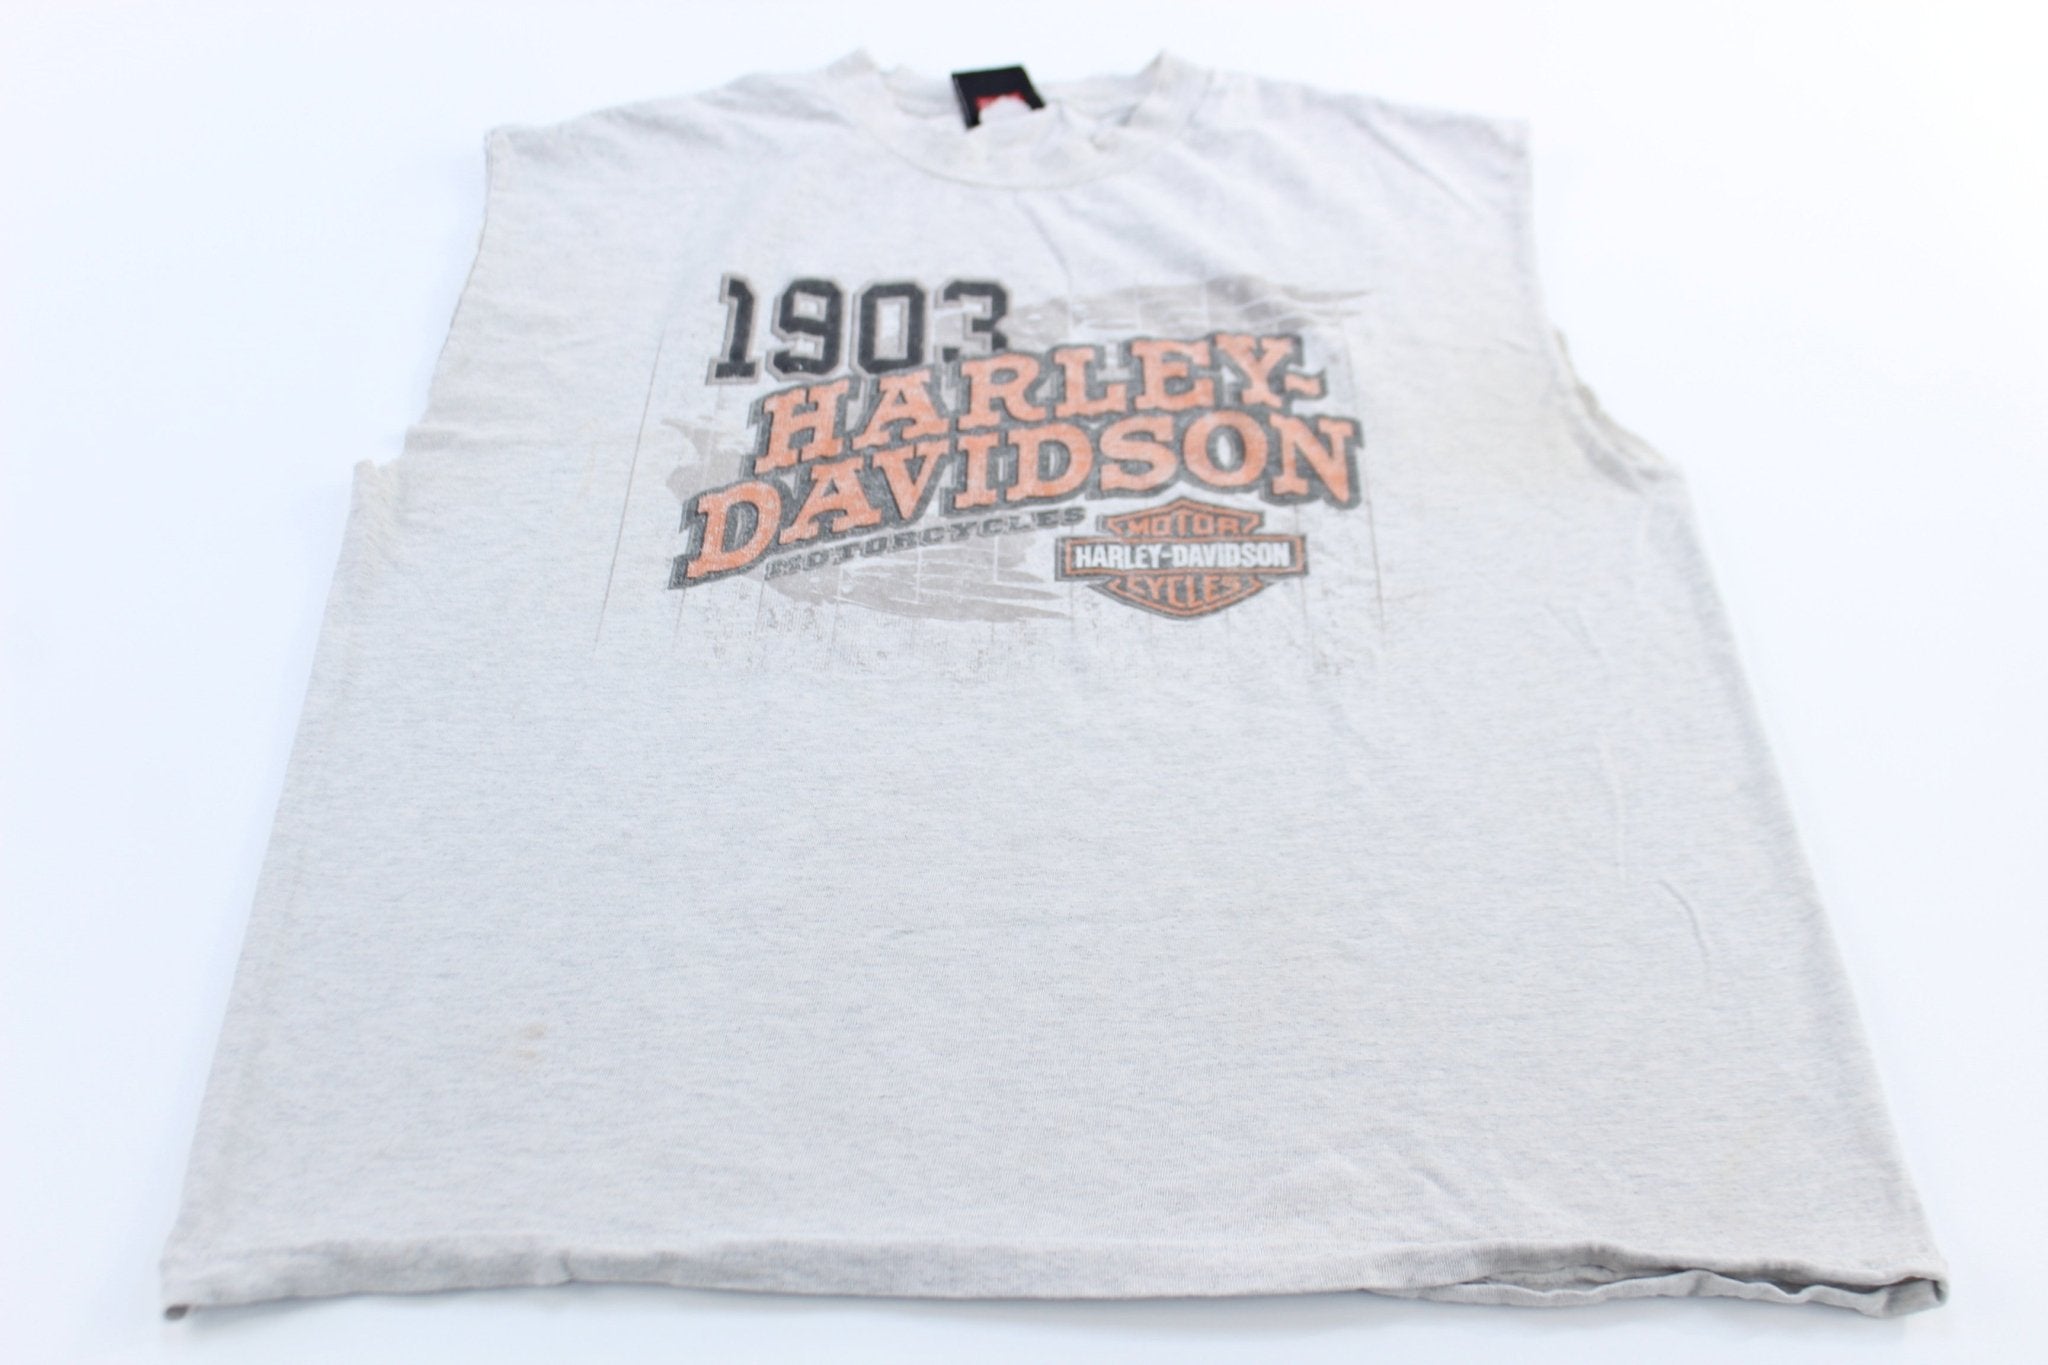 1903
HARLEY-
DAVIDSON
MOTORCYCLES
MOTOR
HARLEY-DAVIDSON
CYCLES